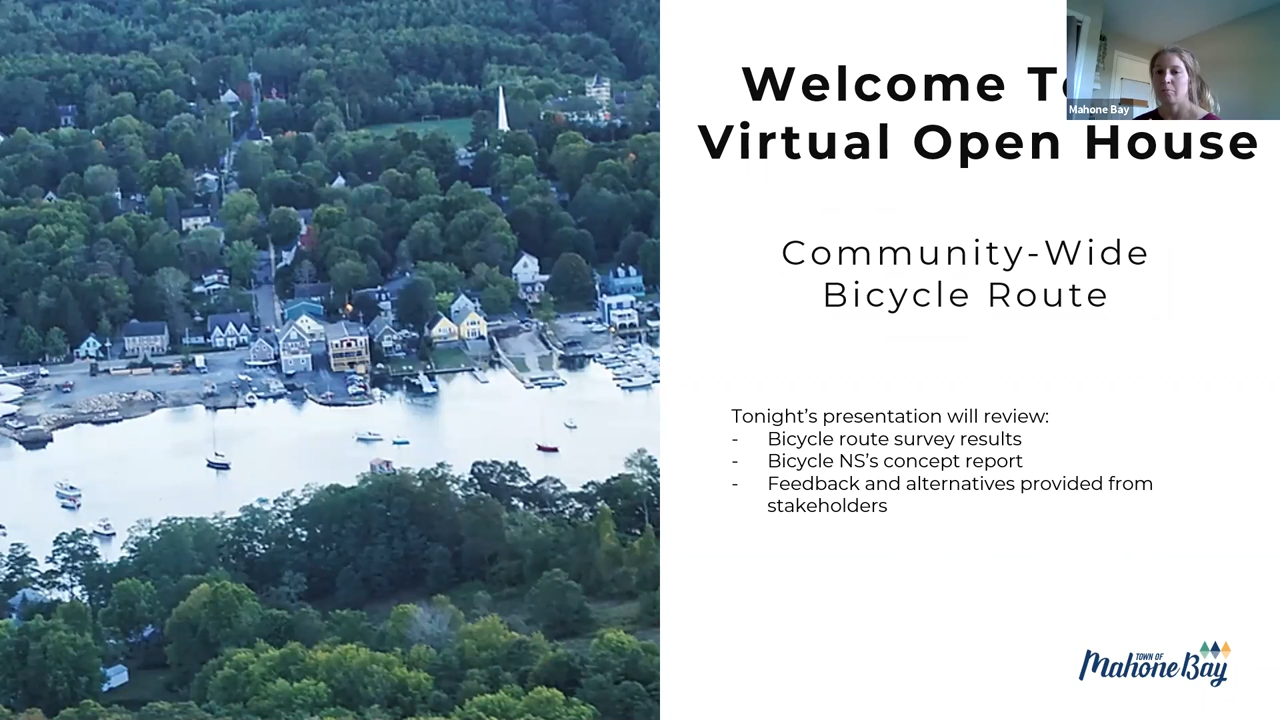 Welcome T
Virtual Open House
Mahone Bay
Community-Wide
Bicycle Route
Tonight's presentation will review:
- Bicycle route survey results
- Bicycle NS's concept report
- Feedback and alternatives provided from
stakeholders
TOWN OF
Mahone Bay